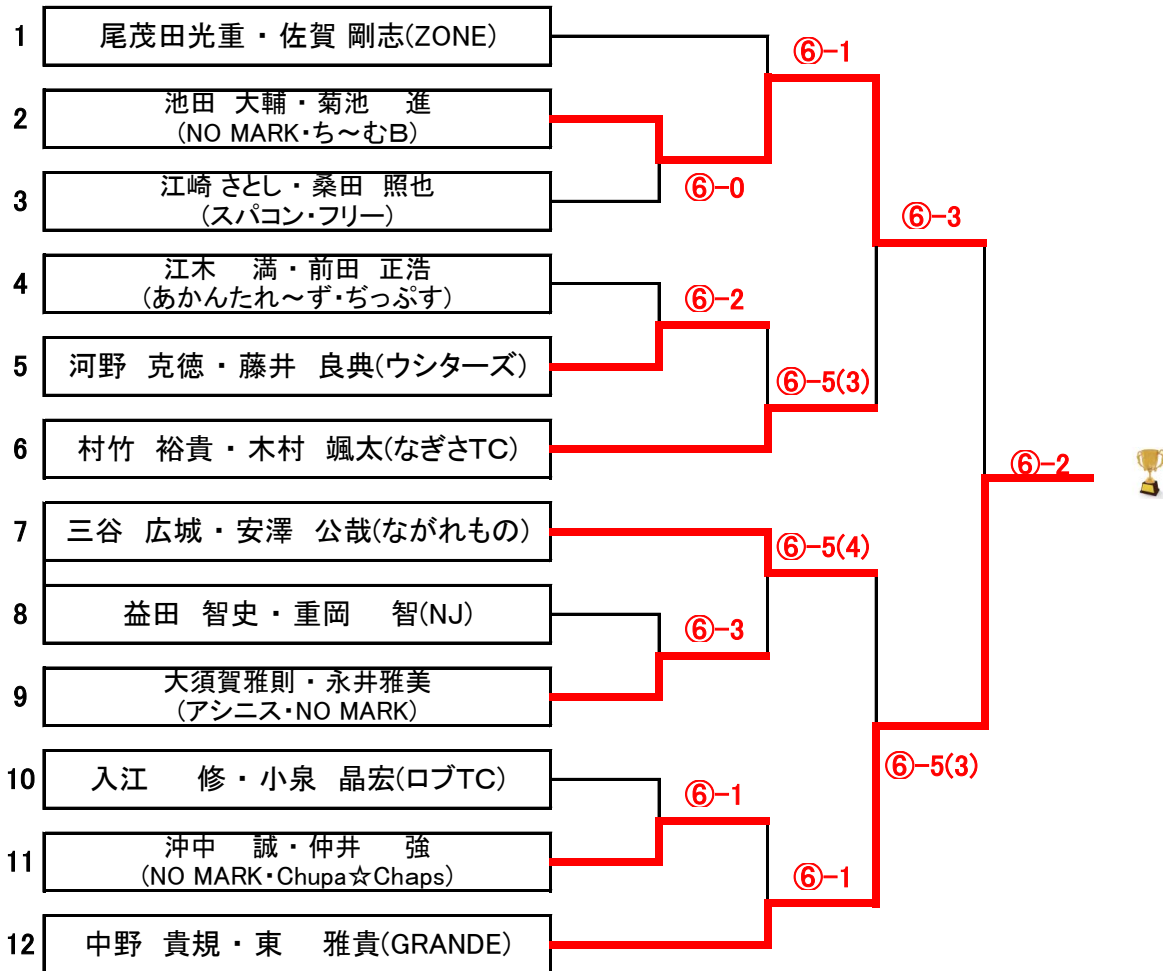 1 尾茂田光重・佐賀 剛志(ZONE)
⑥-1
2 池田 大輔・菊池 進
(NO MARK・ち～むB)
⑥-0
3 江崎 さとし・桑田 照也
(スパコン・フリー)
⑥-3
4 江木 満・前田 正浩
(あかんたれ～ず・ぢっぷす)
⑥-2
5 河野 克徳・藤井 良典(ウシターズ)
⑥-5(3)
6 村竹 裕貴・木村 颯太(なぎさTC)
⑥-2
7 三谷 広城・安澤 公哉(ながれもの)
⑥-5(4)
8 益田 智史・重岡 智(NJ)
⑥-3
9 大須賀雅則・永井雅美
(アシニス・NO MARK)
10 入江 修・小泉 晶宏(ロブTC)
⑥-5(3)
⑥-1
11 沖中 誠・仲井 強
(NO MARK・Chupa☆Chaps)
⑥-1
12 中野 貴規・東 雅貴(GRANDE)